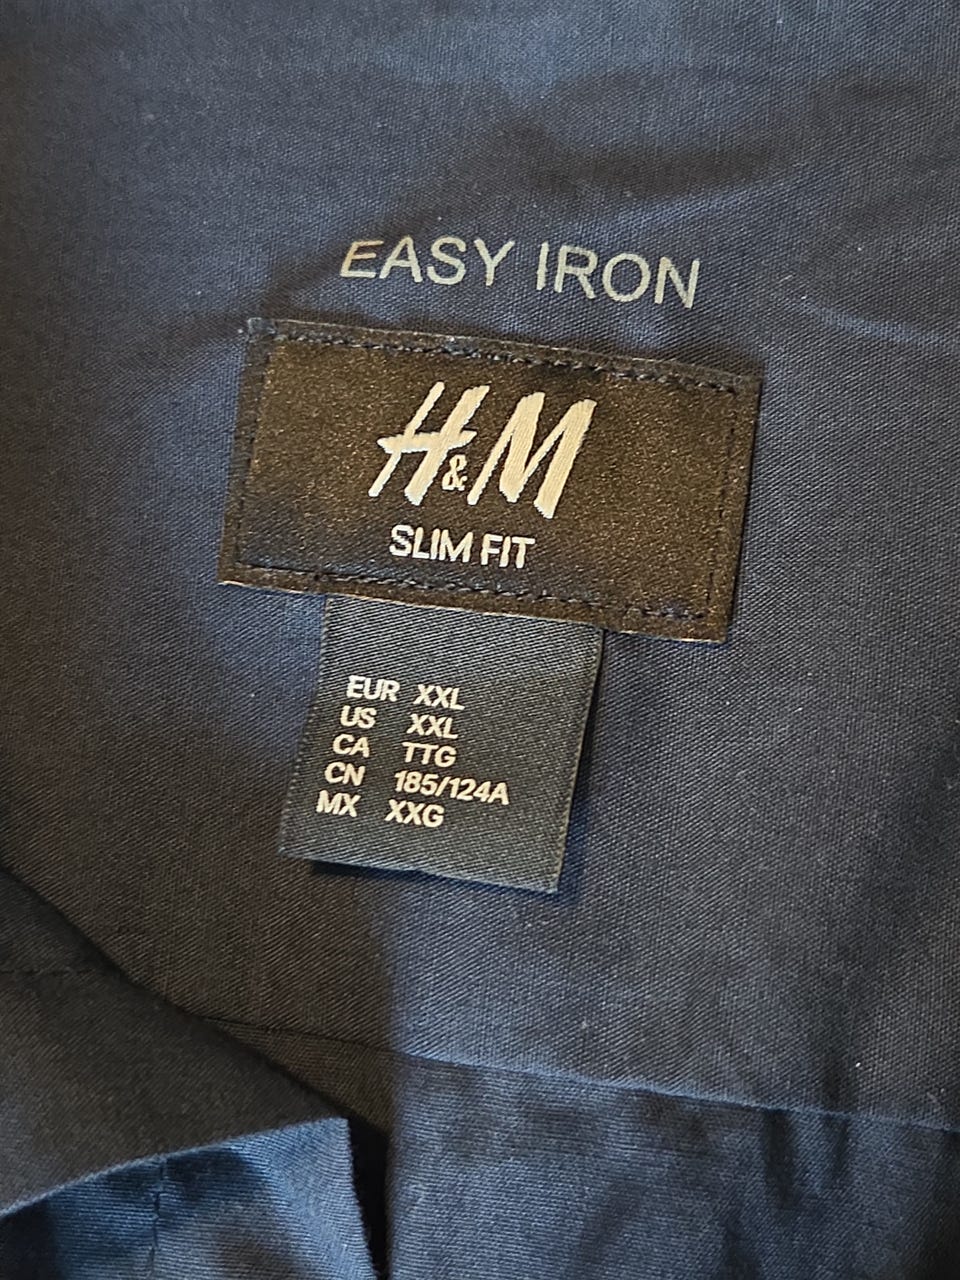 EASY IRON
H&M
SLIM FIT
EUR XXL
US XXL
CA TTG
CN 185/124A
MX XXG